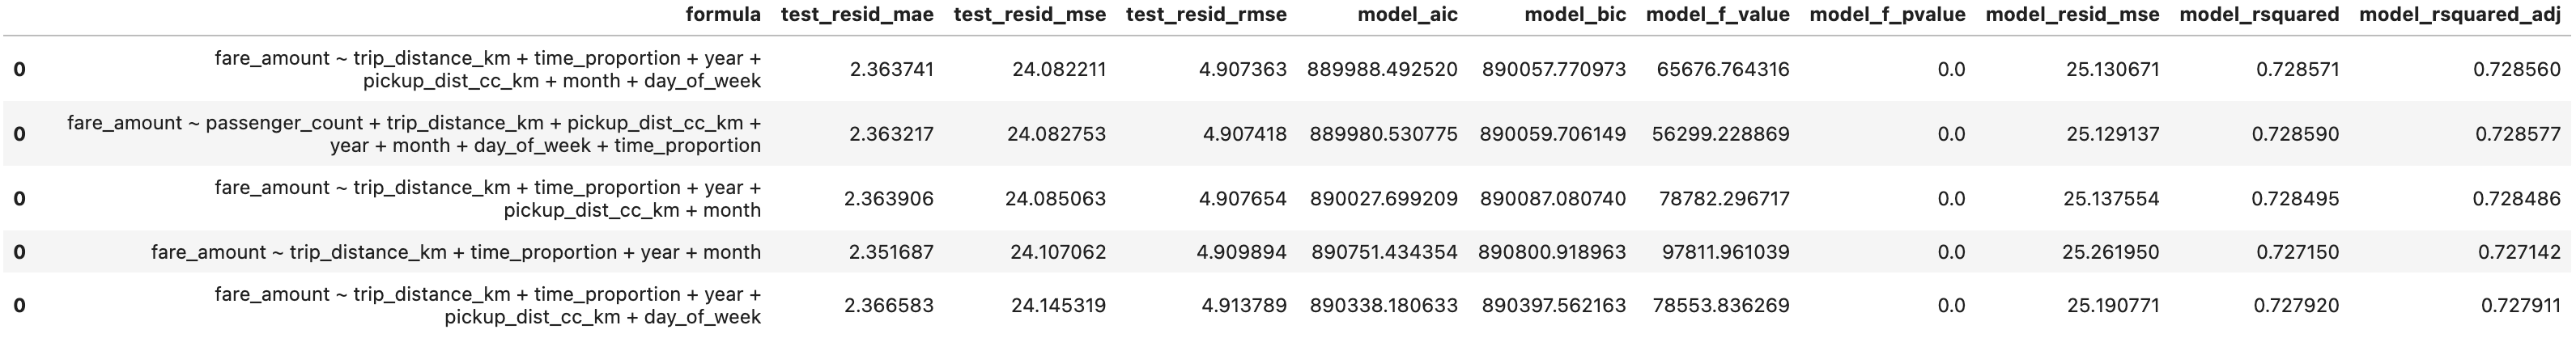 formula test_resid_mae test_resid_mse test_resid_rmse model_aic model_bic model_f_value model_f_pvalue model_resid_mse model_rsquared model_rsquared_adj
fare_amount ~ trip_distance_km + time_proportion + year +
0 pickup_dist_cc_km + month + day_of_week 2.363741 24.082211 4.907363 889988.492520 890057.770973 65676.764316 0.0 25.130671 0.728571 0.728560
fare_amount ~ passenger_count + trip_distance_km + pickup_dist_cc_km +
0 year + month + day_of_week + time_proportion 2.363217 24.082753 4.907418 889980.530775 890059.706149 56299.228869 0.0 25.129137 0.728590 0.728577
fare_amount ~ trip_distance_km + time_proportion + year +
0 pickup_dist_cc_km + month 2.363906 24.085063 4.907654 890027.699209 890087.080740 78782.296717 0.0 25.137554 0.728495 0.728486
0 fare_amount ~ trip_distance_km + time_proportion + year + month 2.351687 24.107062 4.909894 890751.434354 890800.918963 97811.961039 0.0 25.261950 0.727150 0.727142
fare_amount ~ trip_distance_km + time_proportion + year +
0 pickup_dist_cc_km + day_of_week 2.366583 24.145319 4.913789 890338.180633 890397.562163 78553.836269 0.0 25.190771 0.727920 0.727911